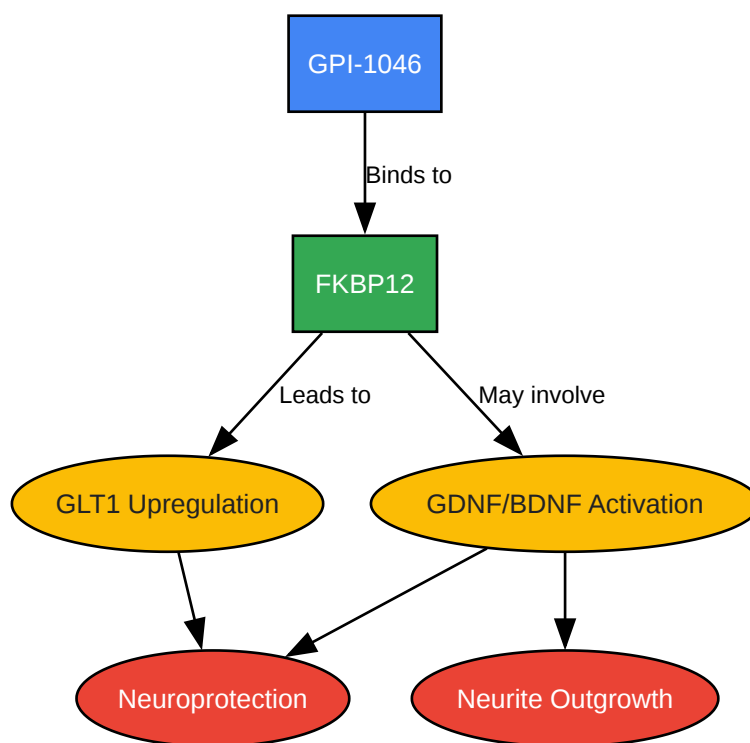 GPI-1046
Binds to
FKBP12
Leads to
May involve
GLT1 Upregulation
GDNF/BDNF Activation
Neuroprotection
Neurite Outgrowth